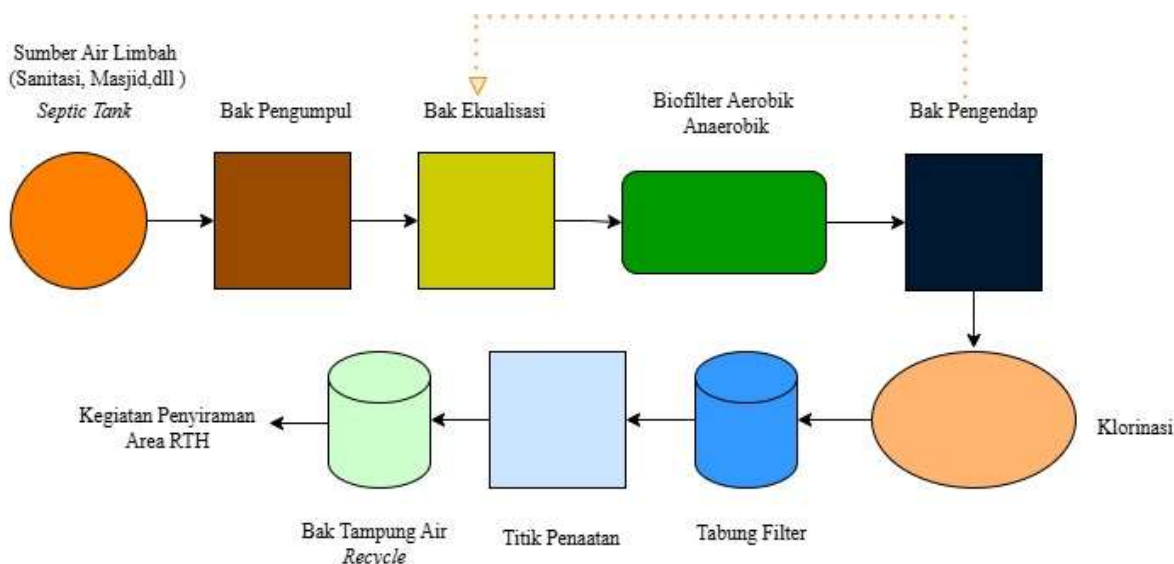 Sumber Air Limbah
(Sanitasi, Masjid,dll )
Septic Tank
Bak Pengumpul
Bak Ekualisasi
Biofilter Aerobik
Anaerobik
Bak Pengendap
Klorinasi
Tabung Filter
Titik Penaatan
Bak Tampung Air
Recycle
Kegiatan Penyiraman
Area RTH